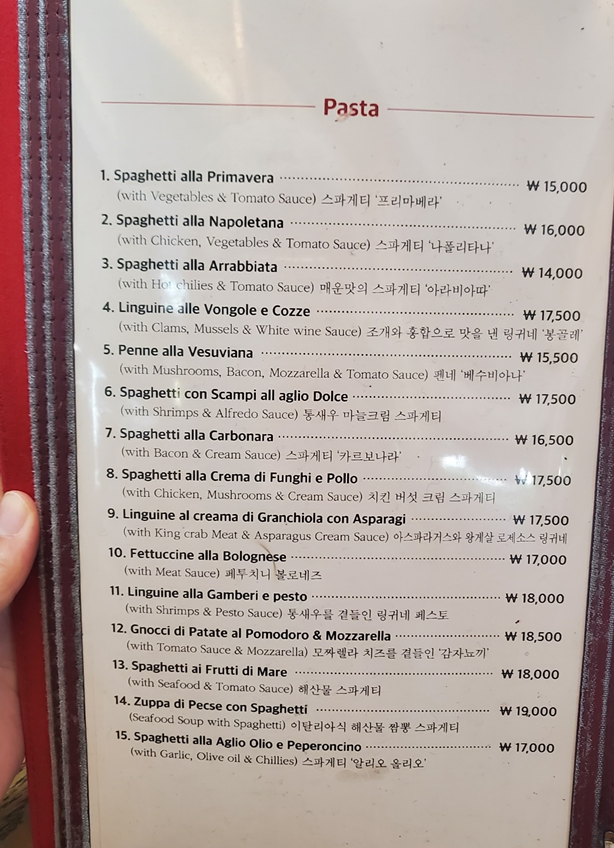 Pasta
1. Spaghetti alla Primavera ₩ 15,000
(with Vegetables & Tomato Sauce) 스파게티 '프리마베라'
2. Spaghetti alla Napoletana ₩ 16,000
(with Chicken, Vegetables & Tomato Sauce) 스파게티 '나폴리타나'
3. Spaghetti alla Arrabbiata ₩ 14,000
(with Hot chilies & Tomato Sauce) 매운맛의 스파게티 '아라비아따'
4. Linguine alle Vongole e Cozze ₩ 17,500
(with Clams, Mussels & White wine Sauce) 조개와 홍합으로 맛을 낸 링귀네 '봉골레'
5. Penne alla Vesuviana ₩ 15,500
(with Mushrooms, Bacon, Mozzarella & Tomato Sauce) 펜네 '베수비아나'
6. Spaghetti con Scampi all aglio Dolce ₩ 17,500
(with Shrimps & Alfredo Sauce) 통새우 마늘크림 스파게티
7. Spaghetti alla Carbonara ₩ 16,500
(with Bacon & Cream Sauce) 스파게티 '카르보나라'
8. Spaghetti alla Crema di Funghi e Pollo ₩ 17,500
(with Chicken, Mushrooms & Cream Sauce) 치킨 버섯 크림 스파게티
9. Linguine al creama di Granchiola con Asparagi ₩ 17,500
(with King crab Meat & Asparagus Cream Sauce) 아스파라거스와 왕게살 로제소스 링귀네
10. Fettuccine alla Bolognese ₩ 17,000
(with Meat Sauce) 페투치니 볼로네즈
11. Linguine alla Gamberi e pesto ₩ 18,000
(with Shrimps & Pesto Sauce) 통새우를 곁들인 링귀네 페스토
12. Gnocci di Patate al Pomodoro & Mozzarella ₩ 18,500
(with Tomato Sauce & Mozzarella) 모짜렐라 치즈를 곁들인 '감자뇨끼'
13. Spaghetti ai Frutti di Mare ₩ 18,000
(with Seafood & Tomato Sauce) 해산물 스파게티
14. Zuppa di Pecse con Spaghetti ₩ 19,000
(Seafood Soup with Spaghetti) 이탈리아식 해산물 짬뽕 스파게티
15. Spaghetti alla Aglio Olio e Peperoncino ₩ 17,000
(with Garlic, Olive oil & Chillies) 스파게티 '알리오 올리오'